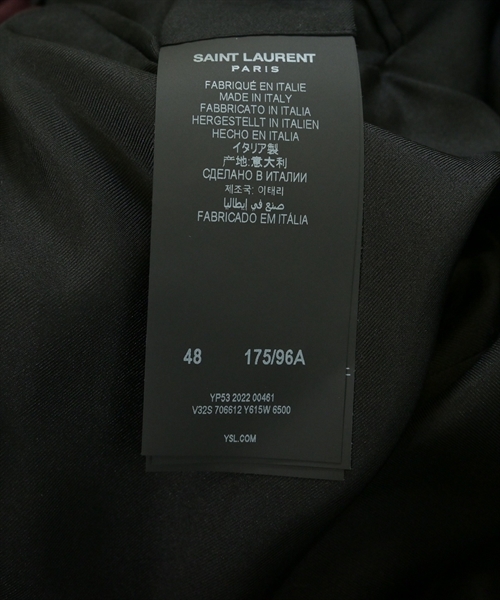 SAINT LAURENT
PARIS
FABRIQUÉ EN ITALIE
MADE IN ITALY
FABBRICATO IN ITALIA
HERGESTELLT IN ITALIEN
HECHO EN ITALIA
イタリア製
产地:意大利
СДЕЛАНО В ИТАЛИИ
제조국: 이태리
صنع في إيطاليا
FABRICADO EM ITÁLIA
48 175/96A
YP53 2022 00461
V32S 706612 Y615W 6500
YSL.COM